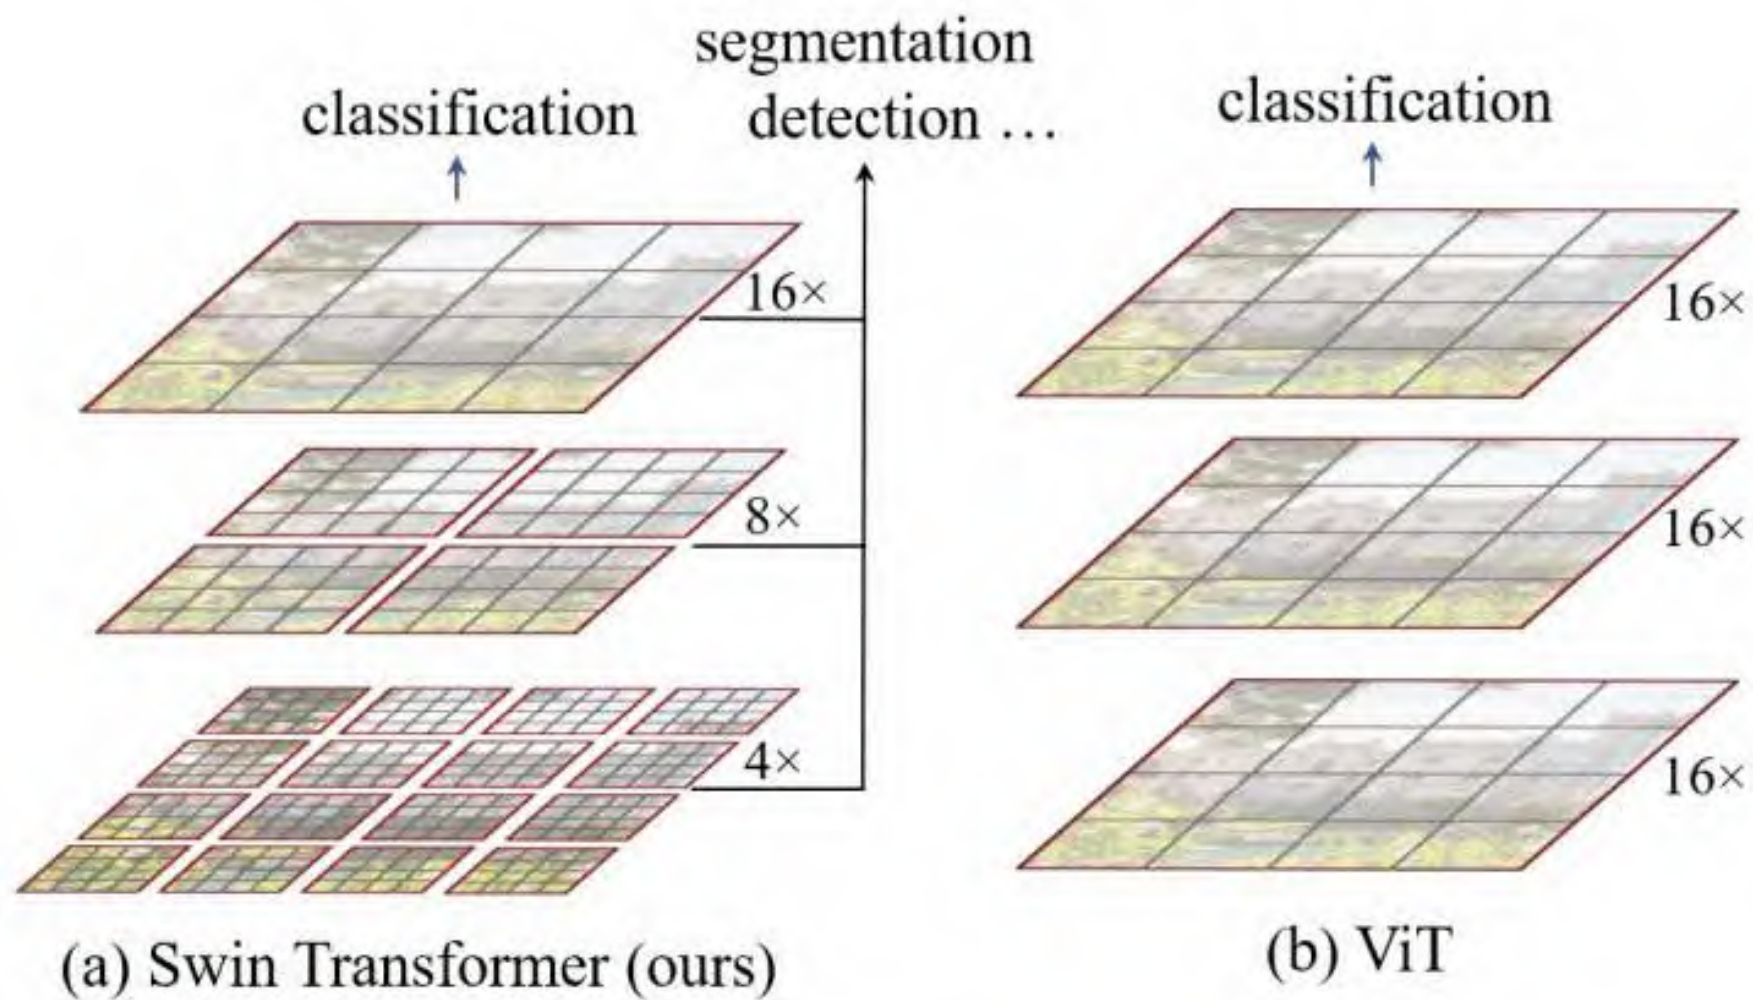 segmentation
detection …
classification
classification
16×
8×
4×
16×
16×
16×
(a) Swin Transformer (ours)
(b) ViT